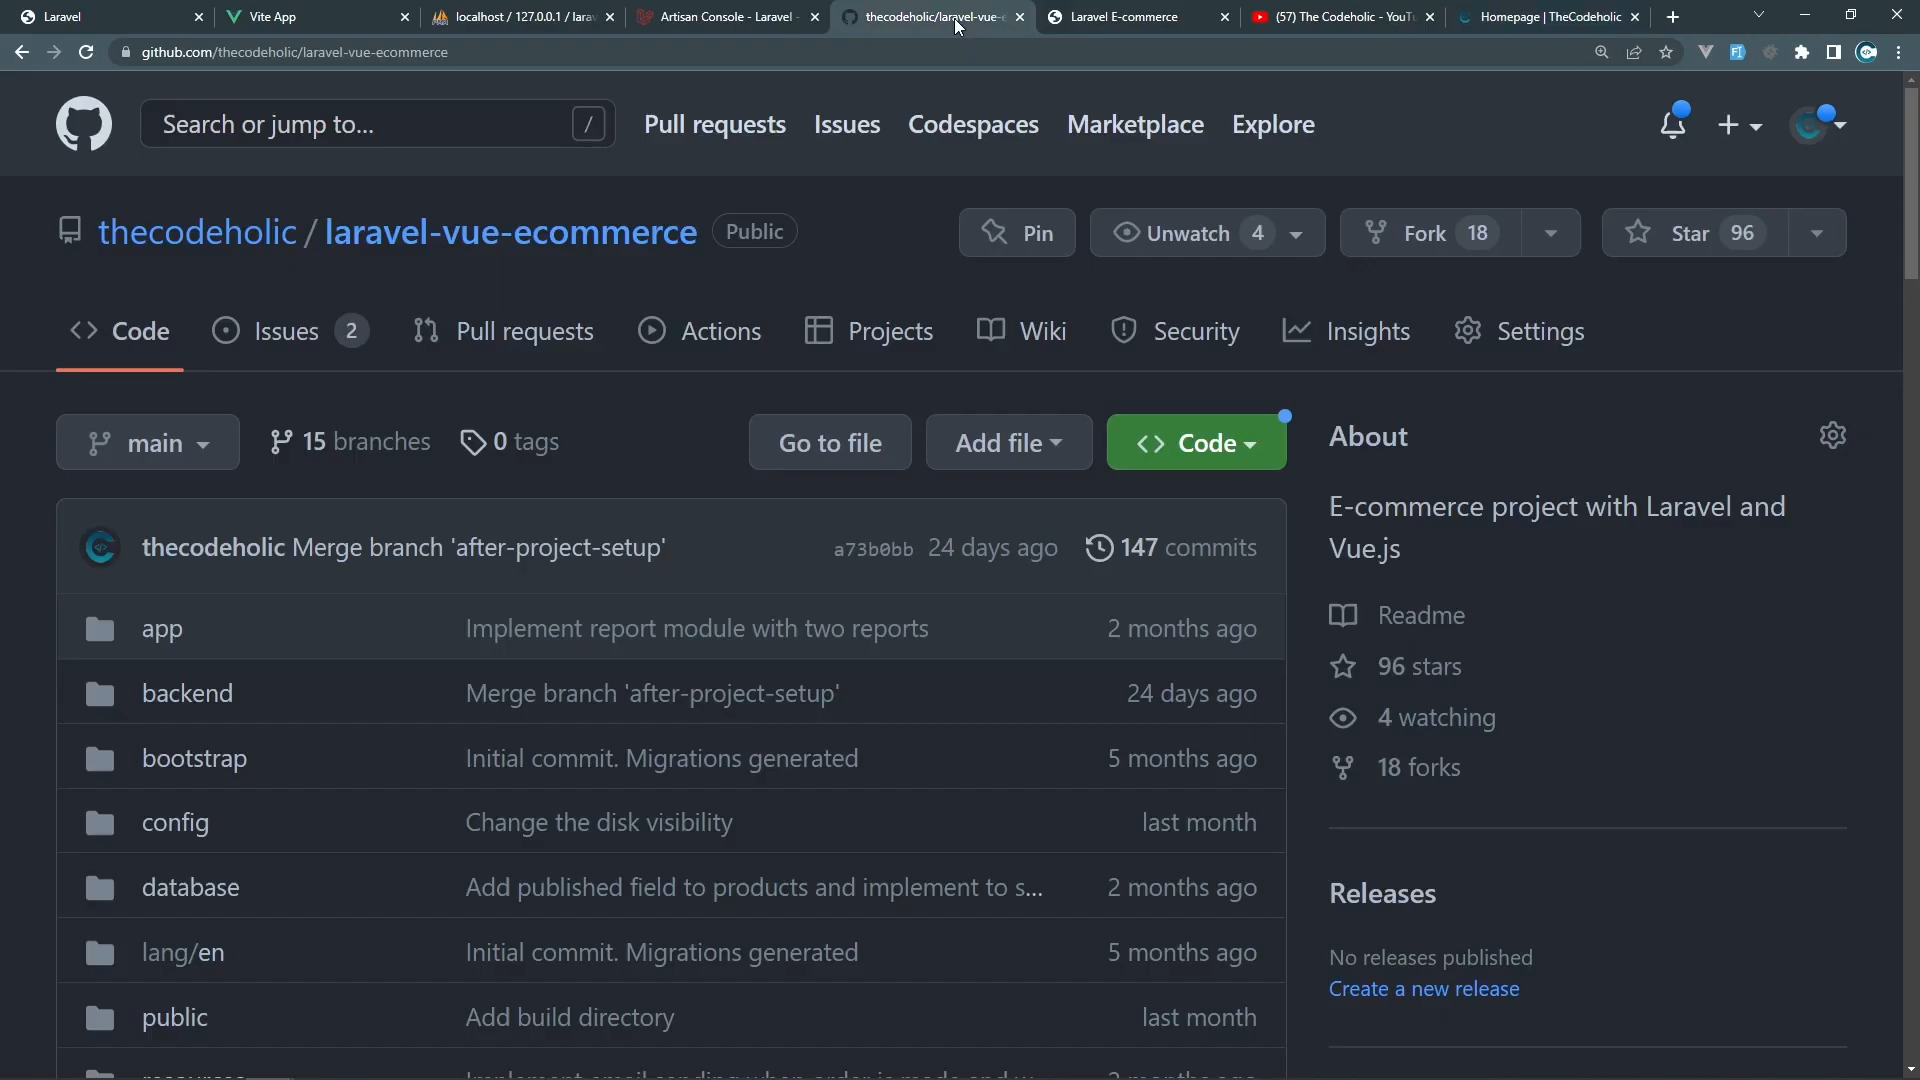 Laravel
Vite App
localhost / 127.0.0.1 / larav
Artisan Console - Laravel -
thecodeholic/laravel-vue-e
Laravel E-commerce
(57) The Codeholic - YouTu
Homepage | TheCodeholic
github.com/thecodeholic/laravel-vue-ecommerce
Search or jump to...
/
Pull requests
Issues
Codespaces
Marketplace
Explore
thecodeholic / laravel-vue-ecommerce
Public
Pin
Unwatch 4
Fork 18
Star 96
Code
Issues 2
Pull requests
Actions
Projects
Wiki
Security
Insights
Settings
main
15 branches
0 tags
Go to file
Add file
Code
thecodeholic Merge branch 'after-project-setup'
a73b0bb 24 days ago
147 commits
app Implement report module with two reports 2 months ago
backend Merge branch 'after-project-setup' 24 days ago
bootstrap Initial commit. Migrations generated 5 months ago
config Change the disk visibility last month
database Add published field to products and implement to s... 2 months ago
lang/en Initial commit. Migrations generated 5 months ago
public Add build directory last month
About
E-commerce project with Laravel and
Vue.js
Readme
96 stars
4 watching
18 forks
Releases
No releases published
Create a new release